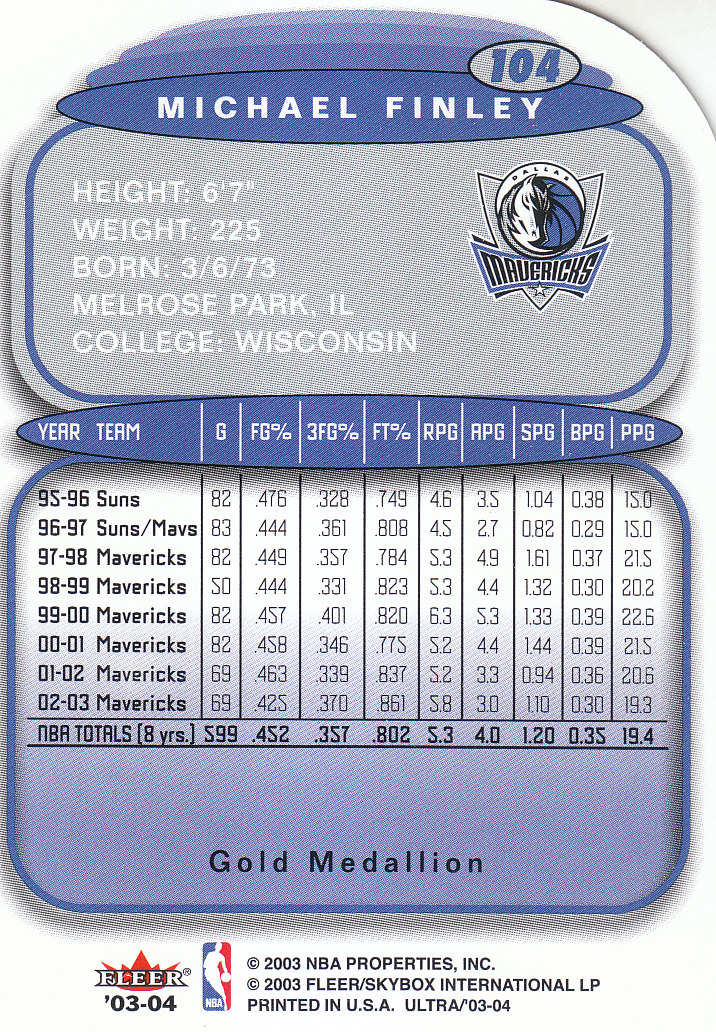 104
MICHAEL FINLEY
HEIGHT: 6'7"
WEIGHT: 225
BORN: 3/6/73
MELROSE PARK, IL
COLLEGE: WISCONSIN
DALLAS
MAVERICKS
YEAR TEAM G FG% 3FG% FT% RPG APG SPG BPG PPG
95-96 Suns 82 .476 .328 .749 4.6 3.5 1.04 0.38 15.0
96-97 Suns/Mavs 83 .444 .361 .808 4.5 2.7 0.82 0.29 15.0
97-98 Mavericks 82 .449 .357 .784 5.3 4.9 1.61 0.37 21.5
98-99 Mavericks 50 .444 .331 .823 5.3 4.4 1.32 0.30 20.2
99-00 Mavericks 82 .457 .401 .820 6.3 5.3 1.33 0.39 22.6
00-01 Mavericks 82 .458 .346 .775 5.2 4.4 1.44 0.39 21.5
01-02 Mavericks 69 .463 .339 .837 5.2 3.3 0.94 0.36 20.6
02-03 Mavericks 69 .425 .370 .861 5.8 3.0 1.10 0.30 19.3
NBA TOTALS (8 yrs.) 599 .452 .357 .802 5.3 4.0 1.20 0.35 19.4
Gold Medallion
FLEER®
'03-04
NBA
© 2003 NBA PROPERTIES, INC.
© 2003 FLEER/SKYBOX INTERNATIONAL LP
PRINTED IN U.S.A. ULTRA/'03-04